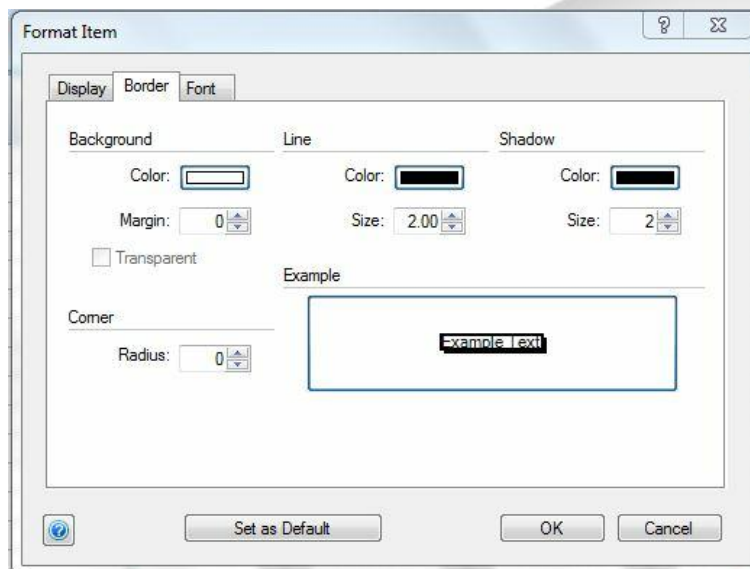 Format Item
Display Border Font
Background Line Shadow
Color: Color: Color:
Margin: 0 Size: 2.00 Size: 2
Transparent
Example
Corner
Example Text
Radius: 0
Set as Default OK Cancel